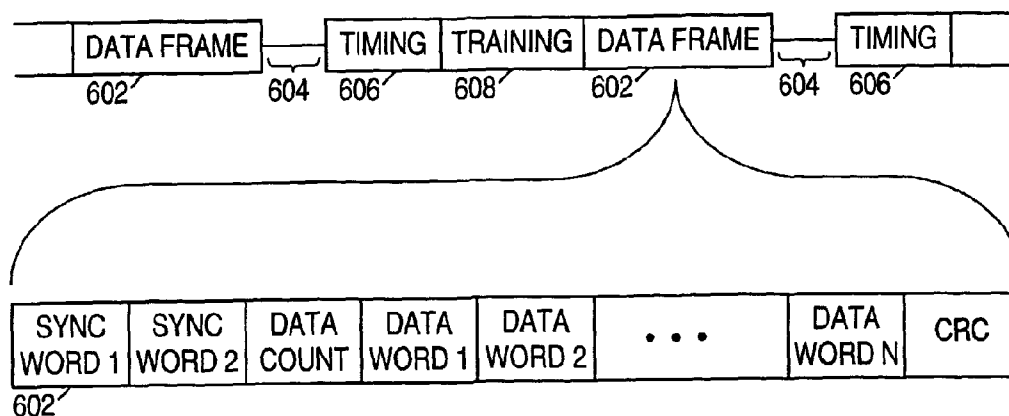 DATA FRAME TIMING TRAINING DATA FRAME TIMING
602 604 606 608 602 604 606
SYNC WORD 1 SYNC WORD 2 DATA COUNT DATA WORD 1 DATA WORD 2 • • • DATA WORD N CRC
602